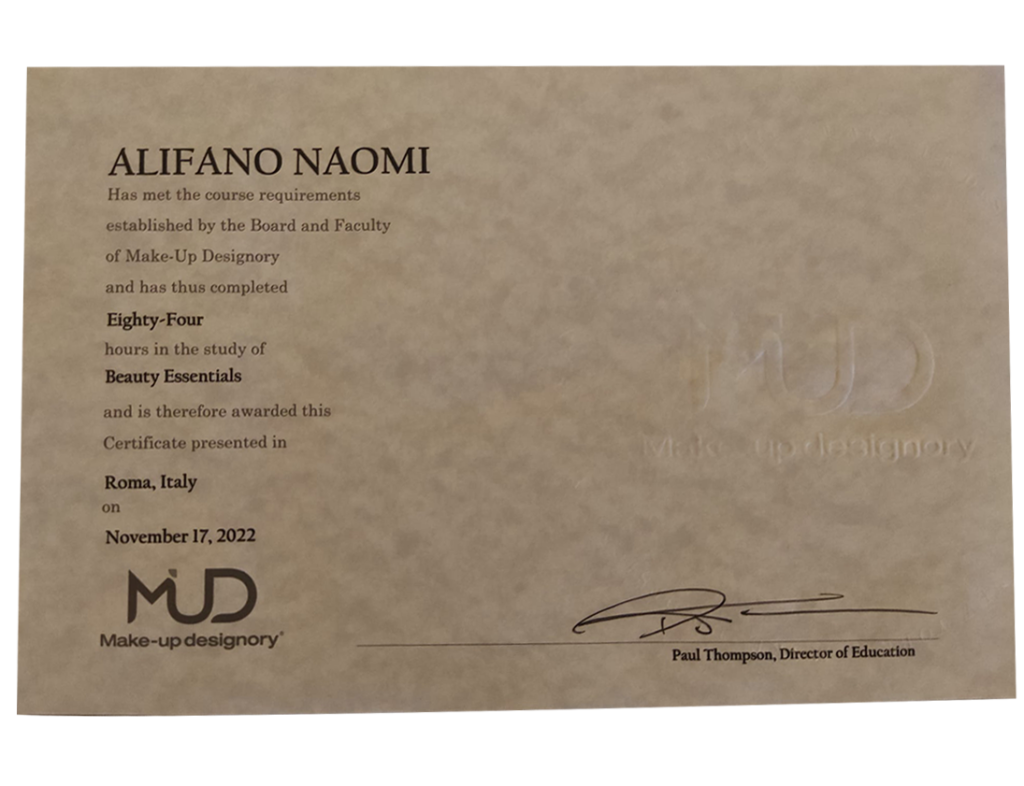 ALIFANO NAOMI
Has met the course requirements
established by the Board and Faculty
of Make-Up Designory
and has thus completed
Eighty-Four
hours in the study of
Beauty Essentials
and is therefore awarded this
Certificate presented in
Roma, Italy
on
November 17, 2022
MUD
Make-up designory
MUD
Make-up designory®
Paul Thompson, Director of Education